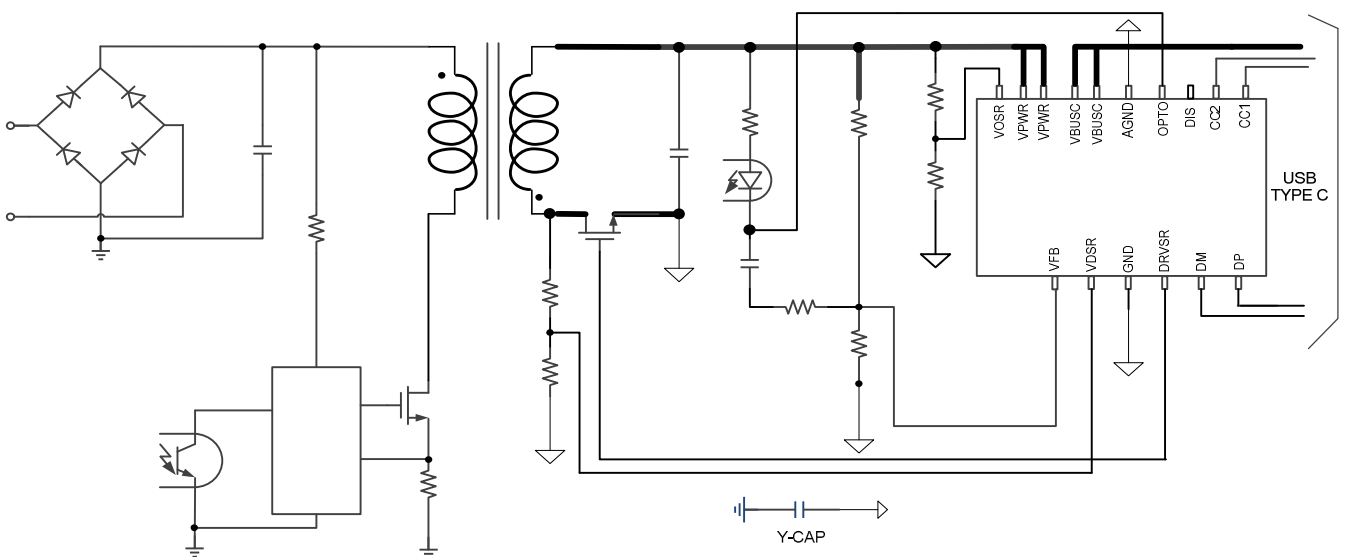 VOSR
VPWR
VPWR
VBUSC
VBUSC
AGND
OPTO
DIS
CC2
CC1
USB
TYPE C
VFB
VDSR
GND
DRVSR
DM
DP
Y-CAP